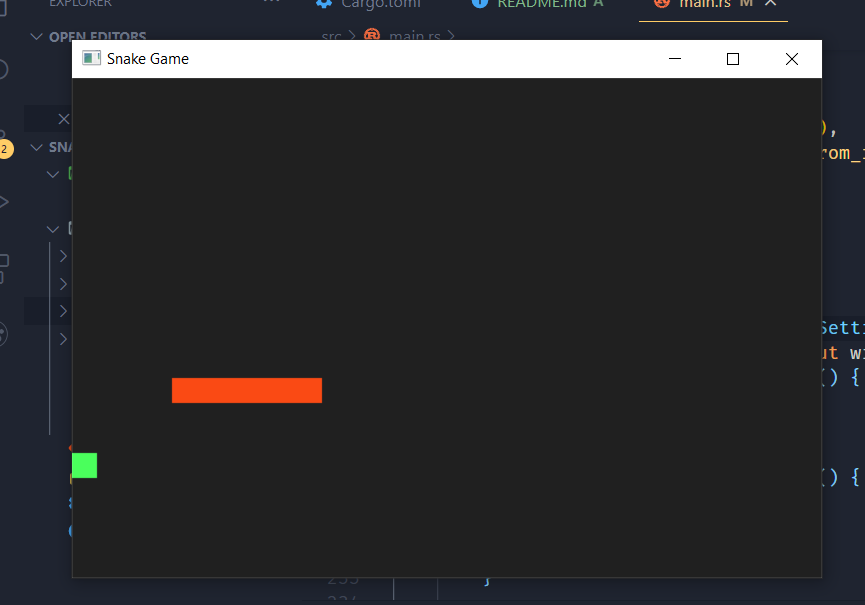 EXPLORER
Cargo.toml
README.md A
main.rs M
OPEN EDITORS
src > main.rs >
Snake Game
),
SNA
2
Setti
ut wi
() {
() {
}